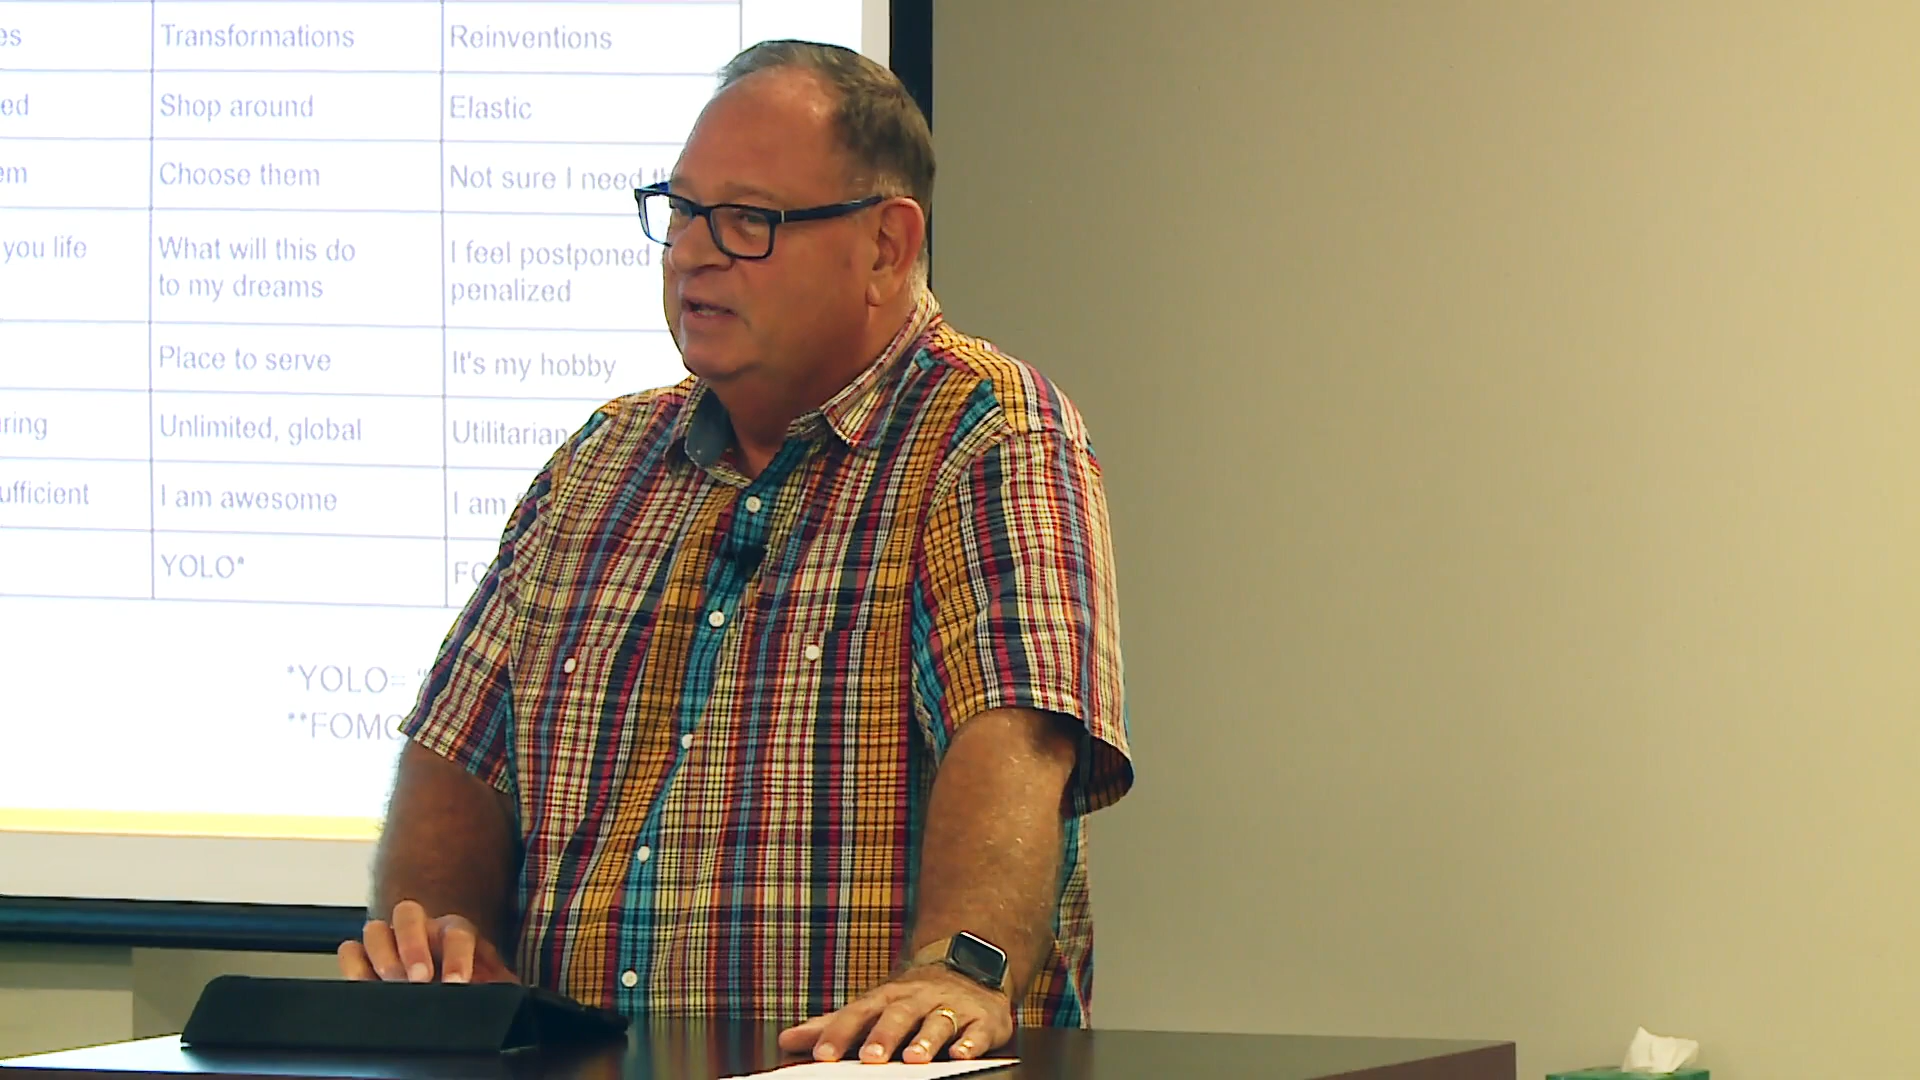 es Transformations Reinventions
ed Shop around Elastic
em Choose them Not sure I need
you life What will this do I feel postponed
to my dreams penalized
Place to serve It's my hobby
ring Unlimited, global Utilitarian
ufficient I am awesome I am
YOLO* FO
*YOLO= "
**FOMO